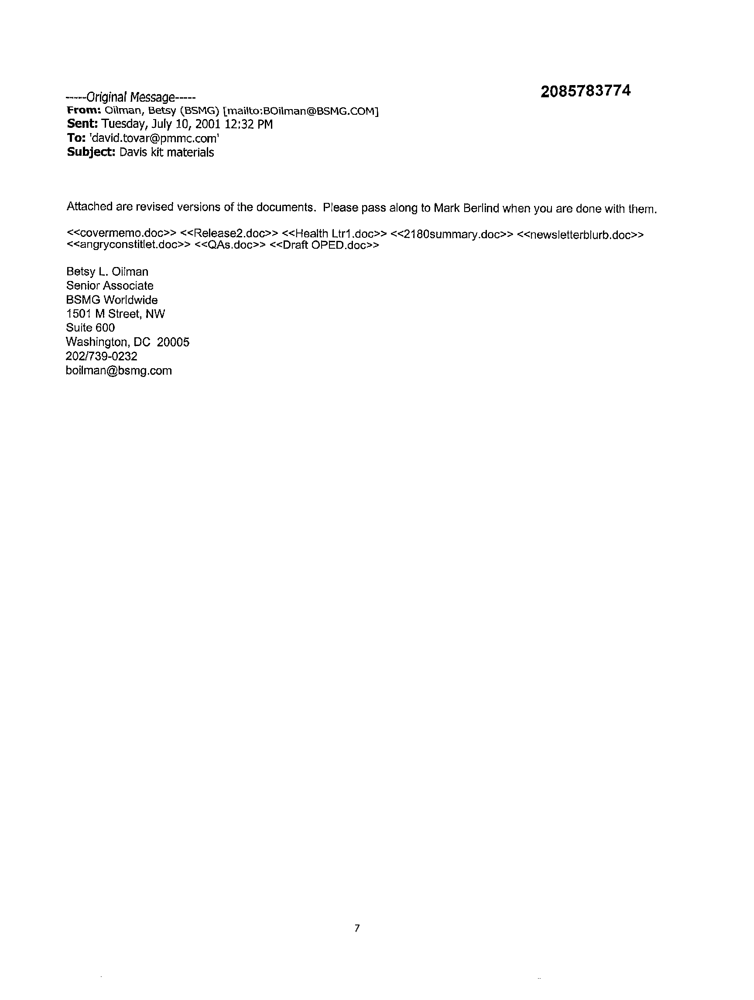 2085783774
-----Original Message-----
From: Oilman, Betsy (BSMG) [mailto:BOilman@BSMG.COM]
Sent: Tuesday, July 10, 2001 12:32 PM
To: 'david.tovar@pmmc.com'
Subject: Davis kit materials
Attached are revised versions of the documents. Please pass along to Mark Berlind when you are done with them.
<<covermemo.doc>> <<Release2.doc>> <<Health Ltr1.doc>> <<2180summary.doc>> <<newsletterblurb.doc>>
<<angryconstitlet.doc>> <<QAs.doc>> <<Draft OPED.doc>>
Betsy L. Oilman
Senior Associate
BSMG Worldwide
1501 M Street, NW
Suite 600
Washington, DC 20005
202/739-0232
boilman@bsmg.com
7